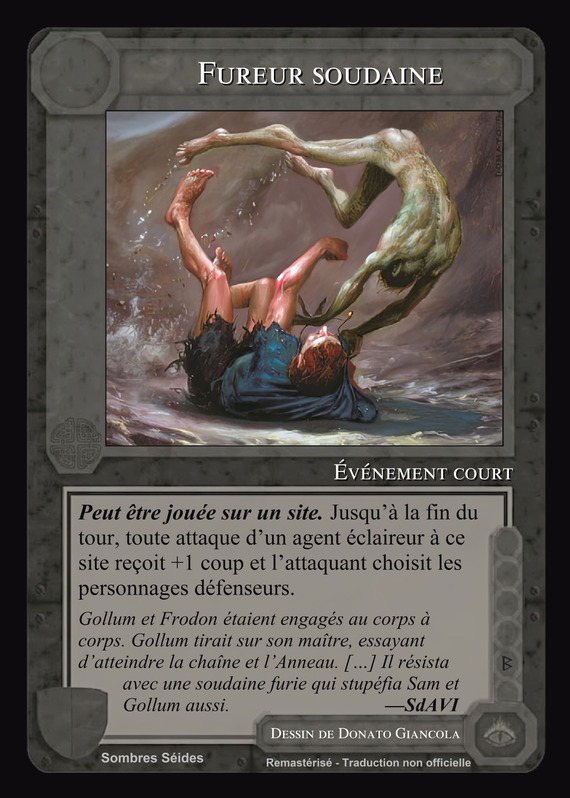 Fureur soudaine
DONATO
Événement court
Peut être jouée sur un site. Jusqu'à la fin du
tour, toute attaque d'un agent éclaireur à ce
site reçoit +1 coup et l'attaquant choisit les
personnages défenseurs.
Gollum et Frodon étaient engagés au corps à
corps. Gollum tirait sur son maître, essayant
d'atteindre la chaîne et l'Anneau. […] Il résista
avec une soudaine furie qui stupéfia Sam et
Gollum aussi. —SdAVI
Dessin de Donato Giancola
Sombres Séides
Remastérisé - Traduction non officielle